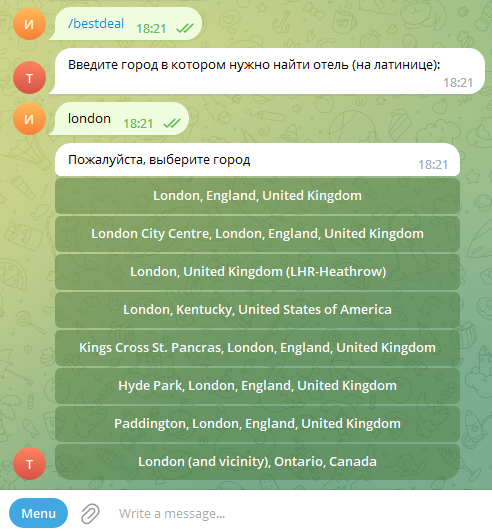 И
/bestdeal
18:21
Введите город в котором нужно найти отель (на латинице):
18:21
Т
И
london
18:21
Пожалуйста, выберите город
18:21
London, England, United Kingdom
London City Centre, London, England, United Kingdom
London, United Kingdom (LHR-Heathrow)
London, Kentucky, United States of America
Kings Cross St. Pancras, London, England, United Kingdom
Hyde Park, London, England, United Kingdom
Paddington, London, England, United Kingdom
London (and vicinity), Ontario, Canada
Т
Menu
Write a message...